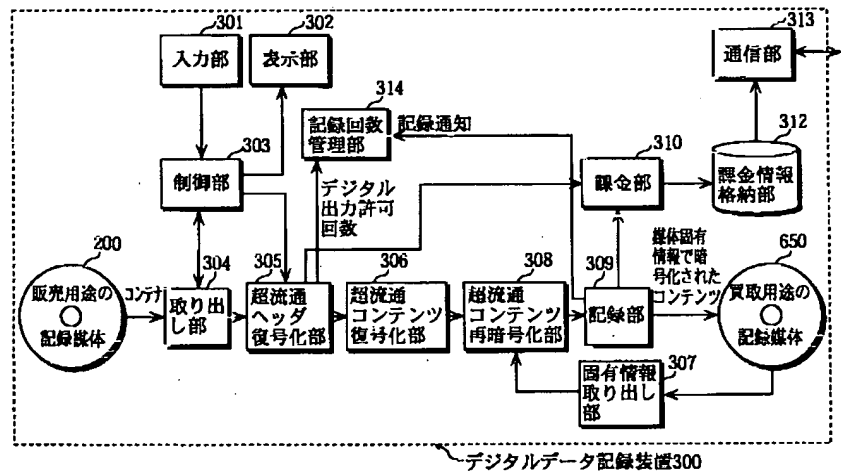 301
入力部
302
表示部
313
通信部
314
記録回数
管理部
記録通知
303
制御部
310
課金部
312
課金情報
格納部
デジタル
出力許可
回数
200
販売用途の
記録媒体
コンテナ
304
取り出
し部
305
超流通
ヘッダ
復号化部
306
超流通
コンテンツ
復号化部
308
超流通
コンテンツ
再暗号化部
309
記録部
媒体固有
情報で暗
号化された
コンテンツ
650
買取用途の
記録媒体
307
固有情報
取り出し
部
デジタルデータ記録装置300